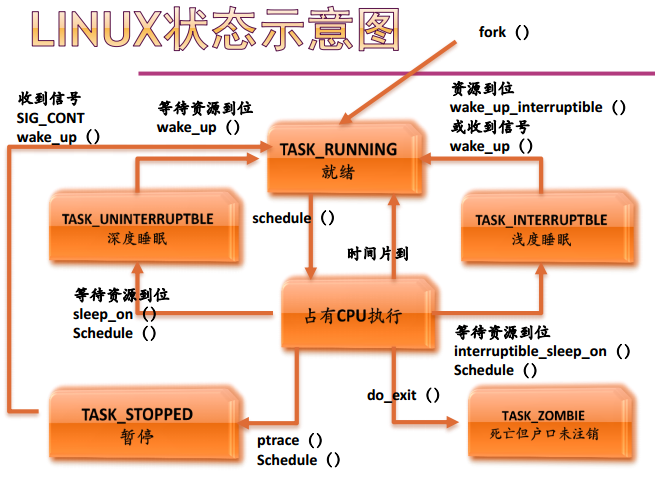 LINUX状态示意图
fork（）
收到信号
SIG_CONT
wake_up（）
等待资源到位
wake_up（）
资源到位
wake_up_interruptible（）
或收到信号
wake_up（）
TASK_RUNNING
就绪
TASK_UNINTERRUPTBLE
深度睡眠
schedule（）
时间片到
TASK_INTERRUPTBLE
浅度睡眠
等待资源到位
sleep_on（）
Schedule（）
占有CPU执行
等待资源到位
interruptible_sleep_on（）
Schedule（）
TASK_STOPPED
暂停
ptrace（）
Schedule（）
do_exit（）
TASK_ZOMBIE
死亡但户口未注销